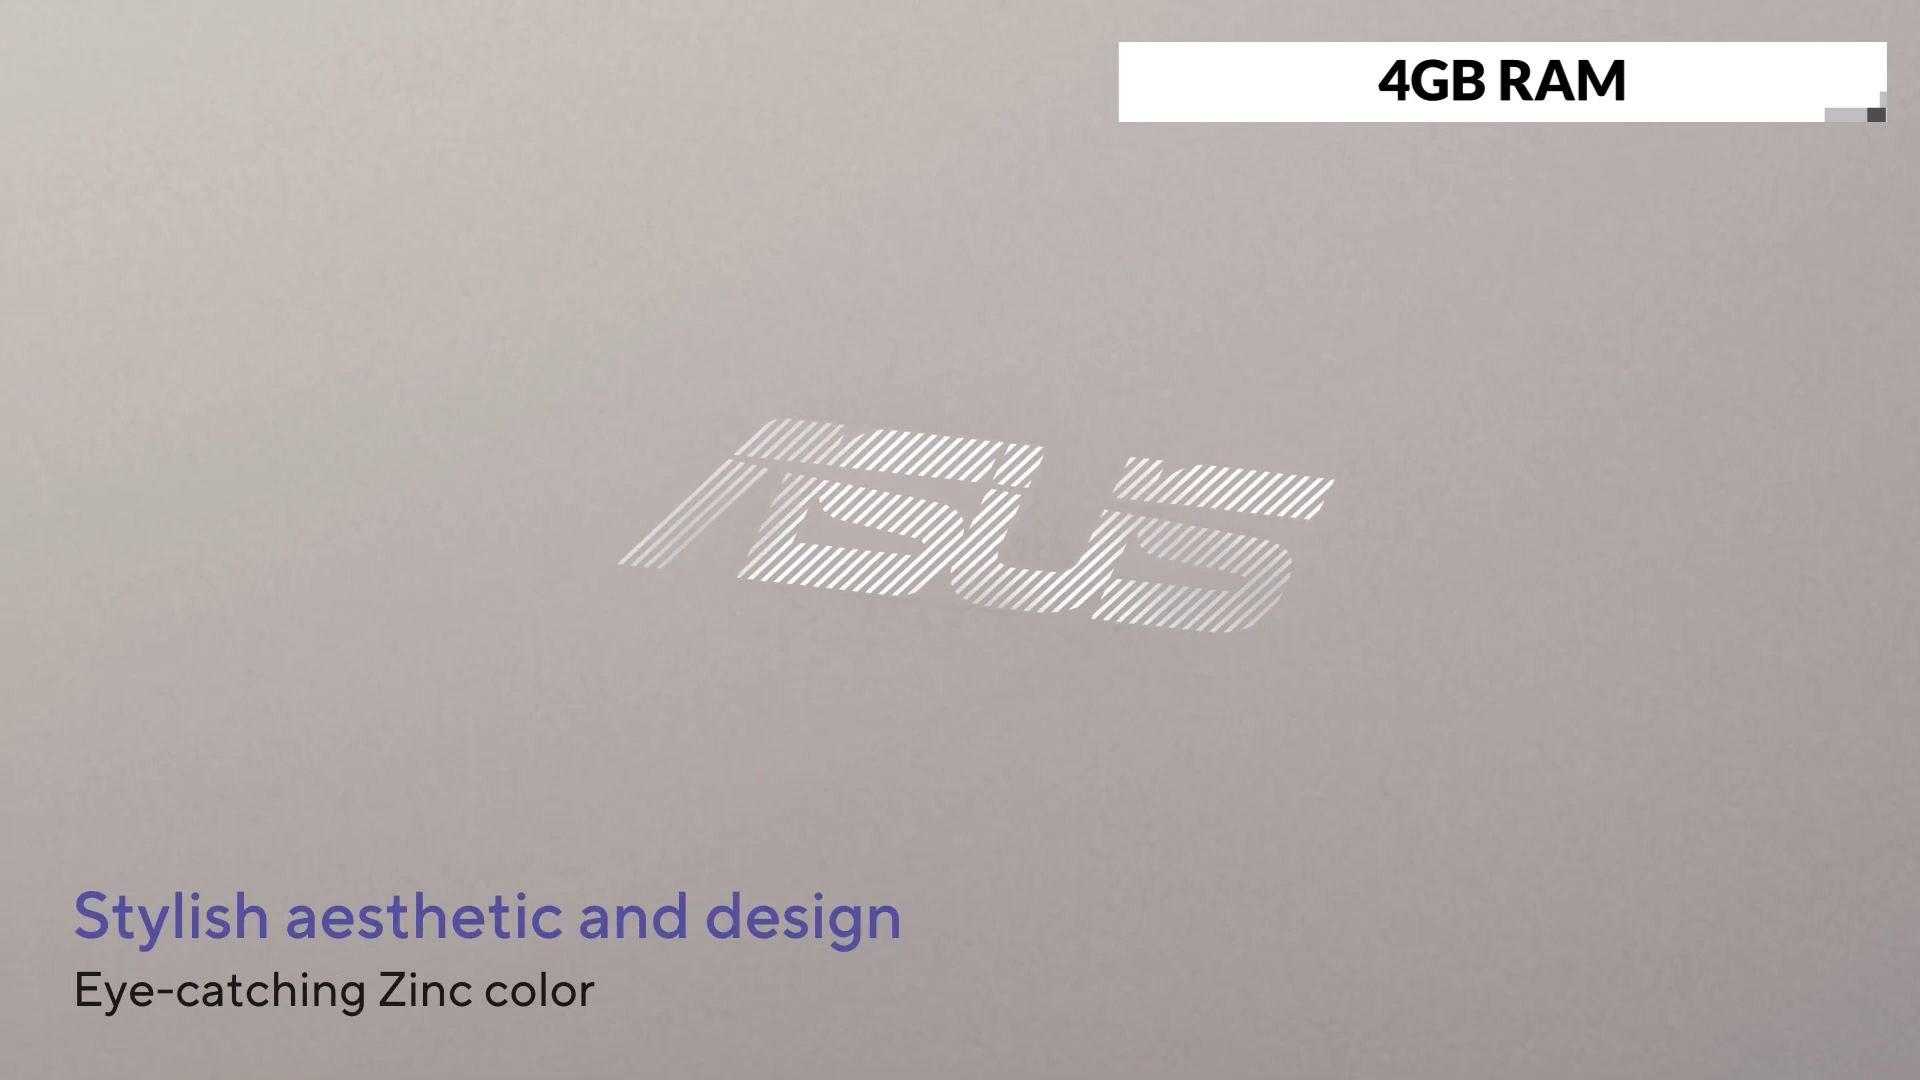 4GB RAM
ASUS
Stylish aesthetic and design
Eye-catching Zinc color